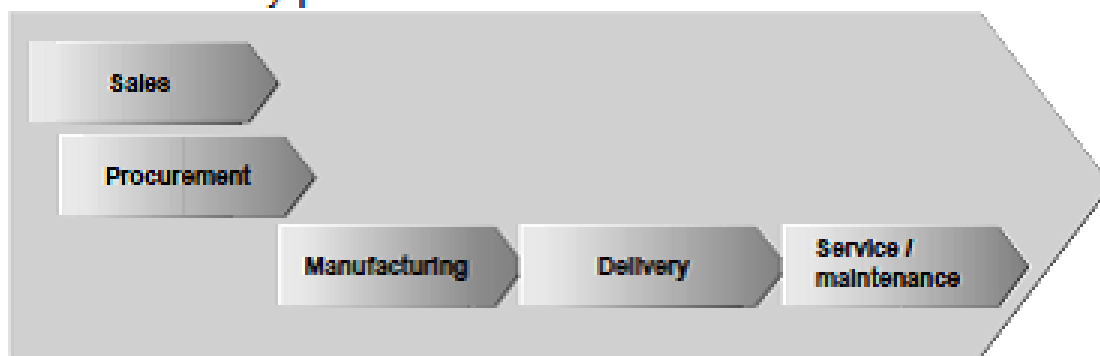 Sales
Procurement
Manufacturing
Delivery
Service /
maintenance